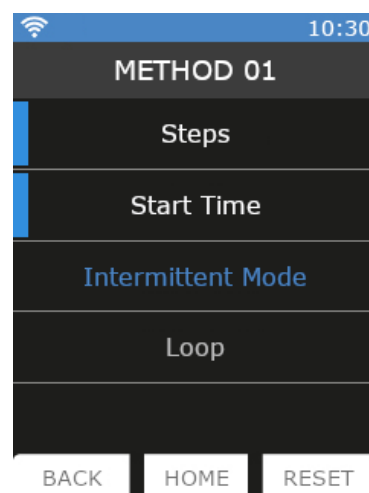 10:30
METHOD 01
Steps
Start Time
Intermittent Mode
Loop
BACK HOME RESET